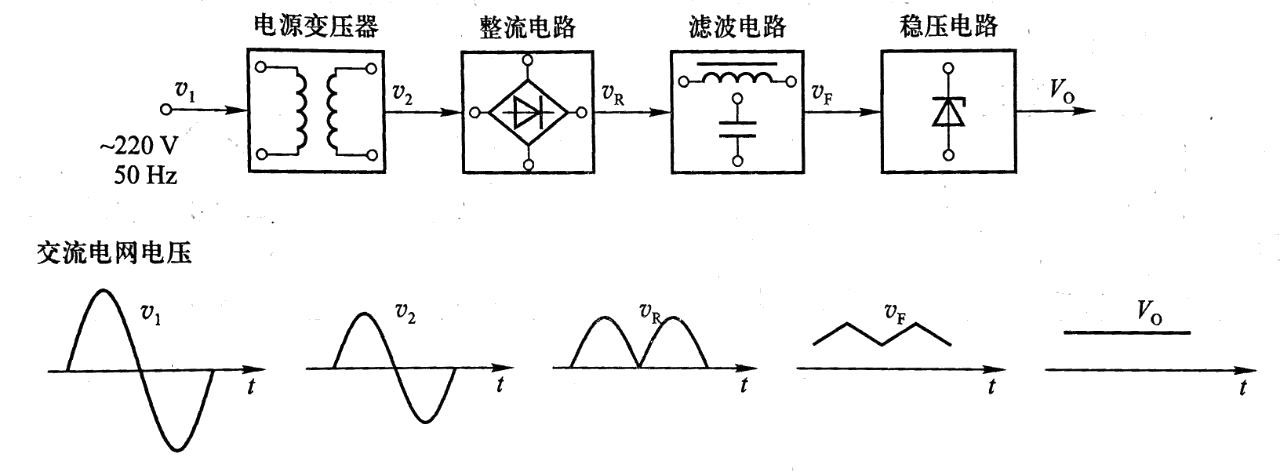 电源变压器 整流电路 滤波电路 稳压电路
v1 v2 vR vF VO
~220 V
50 Hz
交流电网电压
v1 v2 vR vF VO
t t t t t